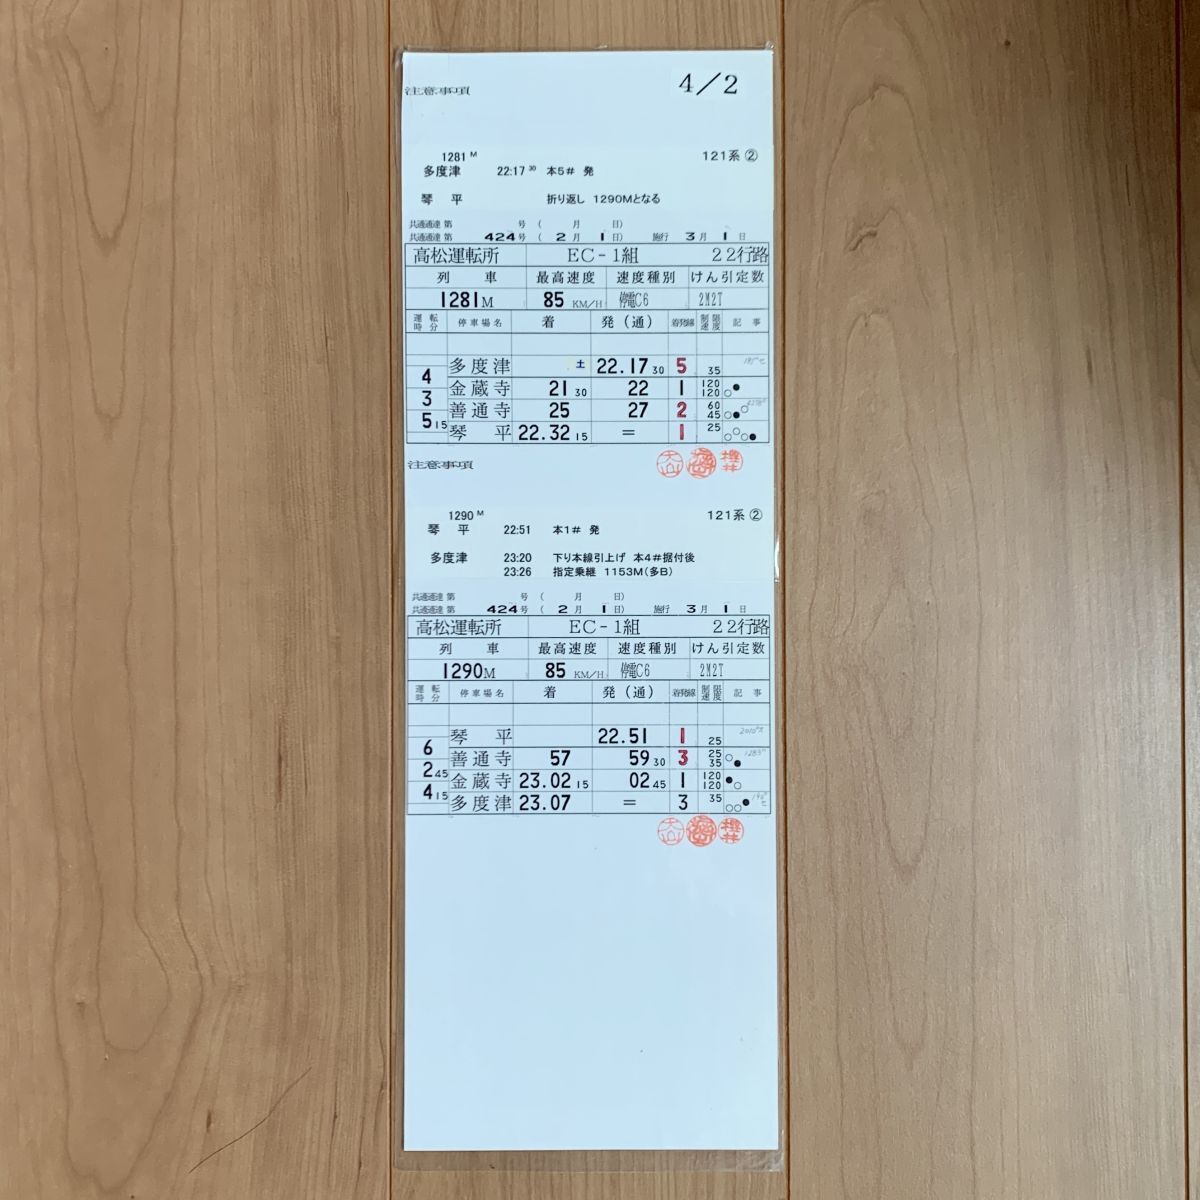 4/2
注意事項
1281M 121系 ②
多度津 22:17 30 本5# 発
琴 平 折り返し 1290Mとなる
共通通達 第 号 ( 月 日)
共通通達 第 424号 ( 2月 1日) 施行 3月 1日
高松運転所 EC-1組 22行路
列 車 最高速度 速度種別 けん引定数
1281M 85 KM/H 停電C6 2M2T
運転時分 停車場名 着 発(通) 着発線 制限速度 記事
多度津 土 22.17 30 5 35
4
金蔵寺 21 30 22 1 120 120
3
善通寺 25 27 2 60 45
5 15
琴 平 22.32 15 = 1 25
注意事項
櫻井
1290M 121系 ②
琴 平 22:51 本1# 発
多度津 23:20 下り本線引上げ 本4#据付後
23:26 指定乗継 1153M(多B)
共通通達 第 号 ( 月 日)
共通通達 第 424号 ( 2月 1日) 施行 3月 1日
高松運転所 EC-1組 22行路
列 車 最高速度 速度種別 けん引定数
1290M 85 KM/H 停電C6 2M2T
運転時分 停車場名 着 発(通) 着発線 制限速度 記事
琴 平 22.51 1 25
6
善通寺 57 59 30 3 25 35
2 45
金蔵寺 23.02 15 02 45 1 120 120
4 15
多度津 23.07 = 3 35
櫻井